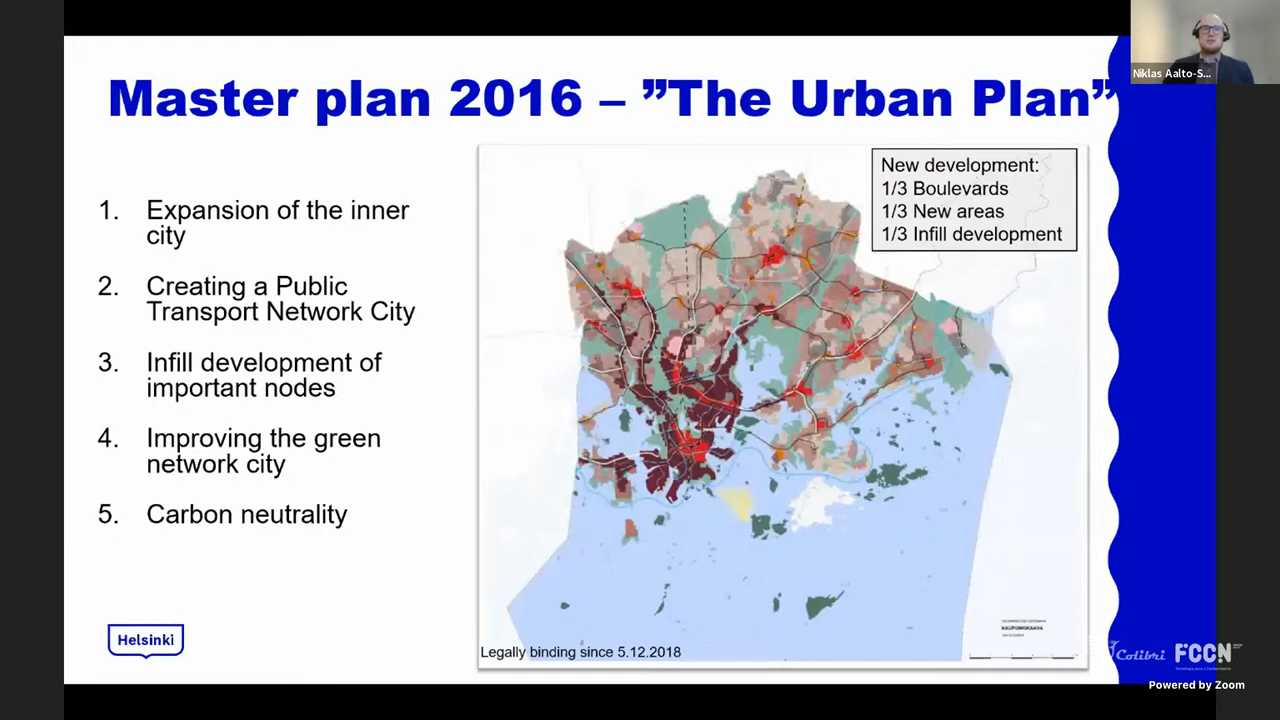 Niklas Aalto-S...
Master plan 2016 – ”The Urban Plan”
1. Expansion of the inner
city
2. Creating a Public
Transport Network City
3. Infill development of
important nodes
4. Improving the green
network city
5. Carbon neutrality
New development:
1/3 Boulevards
1/3 New areas
1/3 Infill development
Legally binding since 5.12.2018
Helsinki
Colibri
FCCN
Powered by Zoom